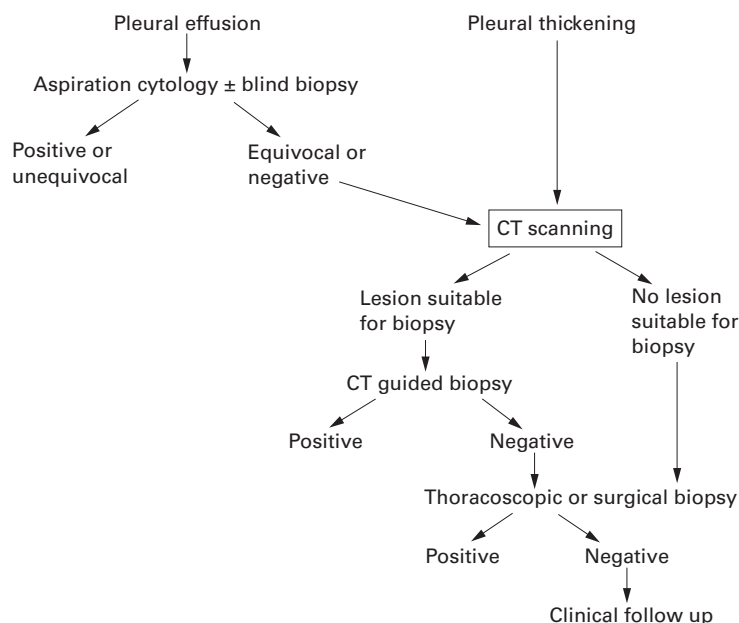 Pleural effusion
Pleural thickening
Aspiration cytology ± blind biopsy
Positive or
unequivocal
Equivocal or
negative
CT scanning
Lesion suitable
for biopsy
No lesion
suitable for
biopsy
CT guided biopsy
Positive
Negative
Thoracoscopic or surgical biopsy
Positive
Negative
Clinical follow up